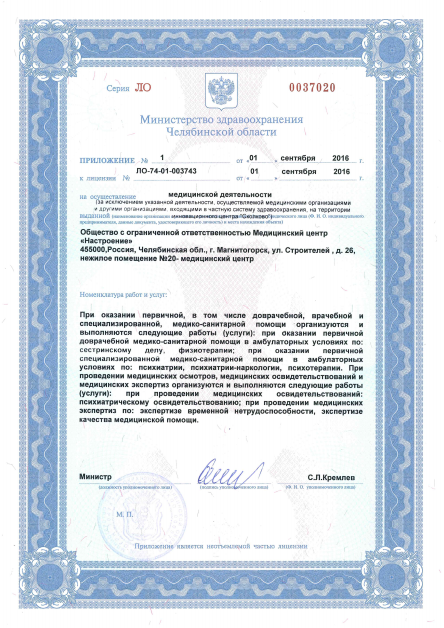 Серия ЛО 0037020
Министерство здравоохранения
Челябинской области
ПРИЛОЖЕНИЕ № 1 от «01 » сентября 2016 г.
к лицензии № ЛО-74-01-003743 от «01 » сентября 2016 г.
на осуществление медицинской деятельности
(за исключением указанной деятельности, осуществляемой медицинскими организациями
и другими организациями, входящими в частную систему здравоохранения, на территории
выданной инновационного центра "Сколково")
Общество с ограниченной ответственностью Медицинский центр
«Настроение»
455000,Россия, Челябинская обл., г. Магнитогорск, ул. Строителей , д. 26,
нежилое помещение №20- медицинский центр
Номенклатура работ и услуг:
При оказании первичной, в том числе доврачебной, врачебной и
специализированной, медико-санитарной помощи организуются и
выполняются следующие работы (услуги): при оказании первичной
доврачебной медико-санитарной помощи в амбулаторных условиях по:
сестринскому делу, физиотерапии; при оказании первичной
специализированной медико-санитарной помощи в амбулаторных
условиях по: психиатрии, психиатрии-наркологии, психотерапии. При
проведении медицинских осмотров, медицинских освидетельствований и
медицинских экспертиз организуются и выполняются следующие работы
(услуги): при проведении медицинских освидетельствований:
психиатрическому освидетельствованию; при проведении медицинских
экспертиз по: экспертизе временной нетрудоспособности, экспертизе
качества медицинской помощи.
Министр С.Л.Кремлев
(должность уполномоченного лица) (подпись уполномоченного лица) (Ф. И. О. уполномоченного лица)
М. П.
Приложение является неотъемлемой частью лицензии